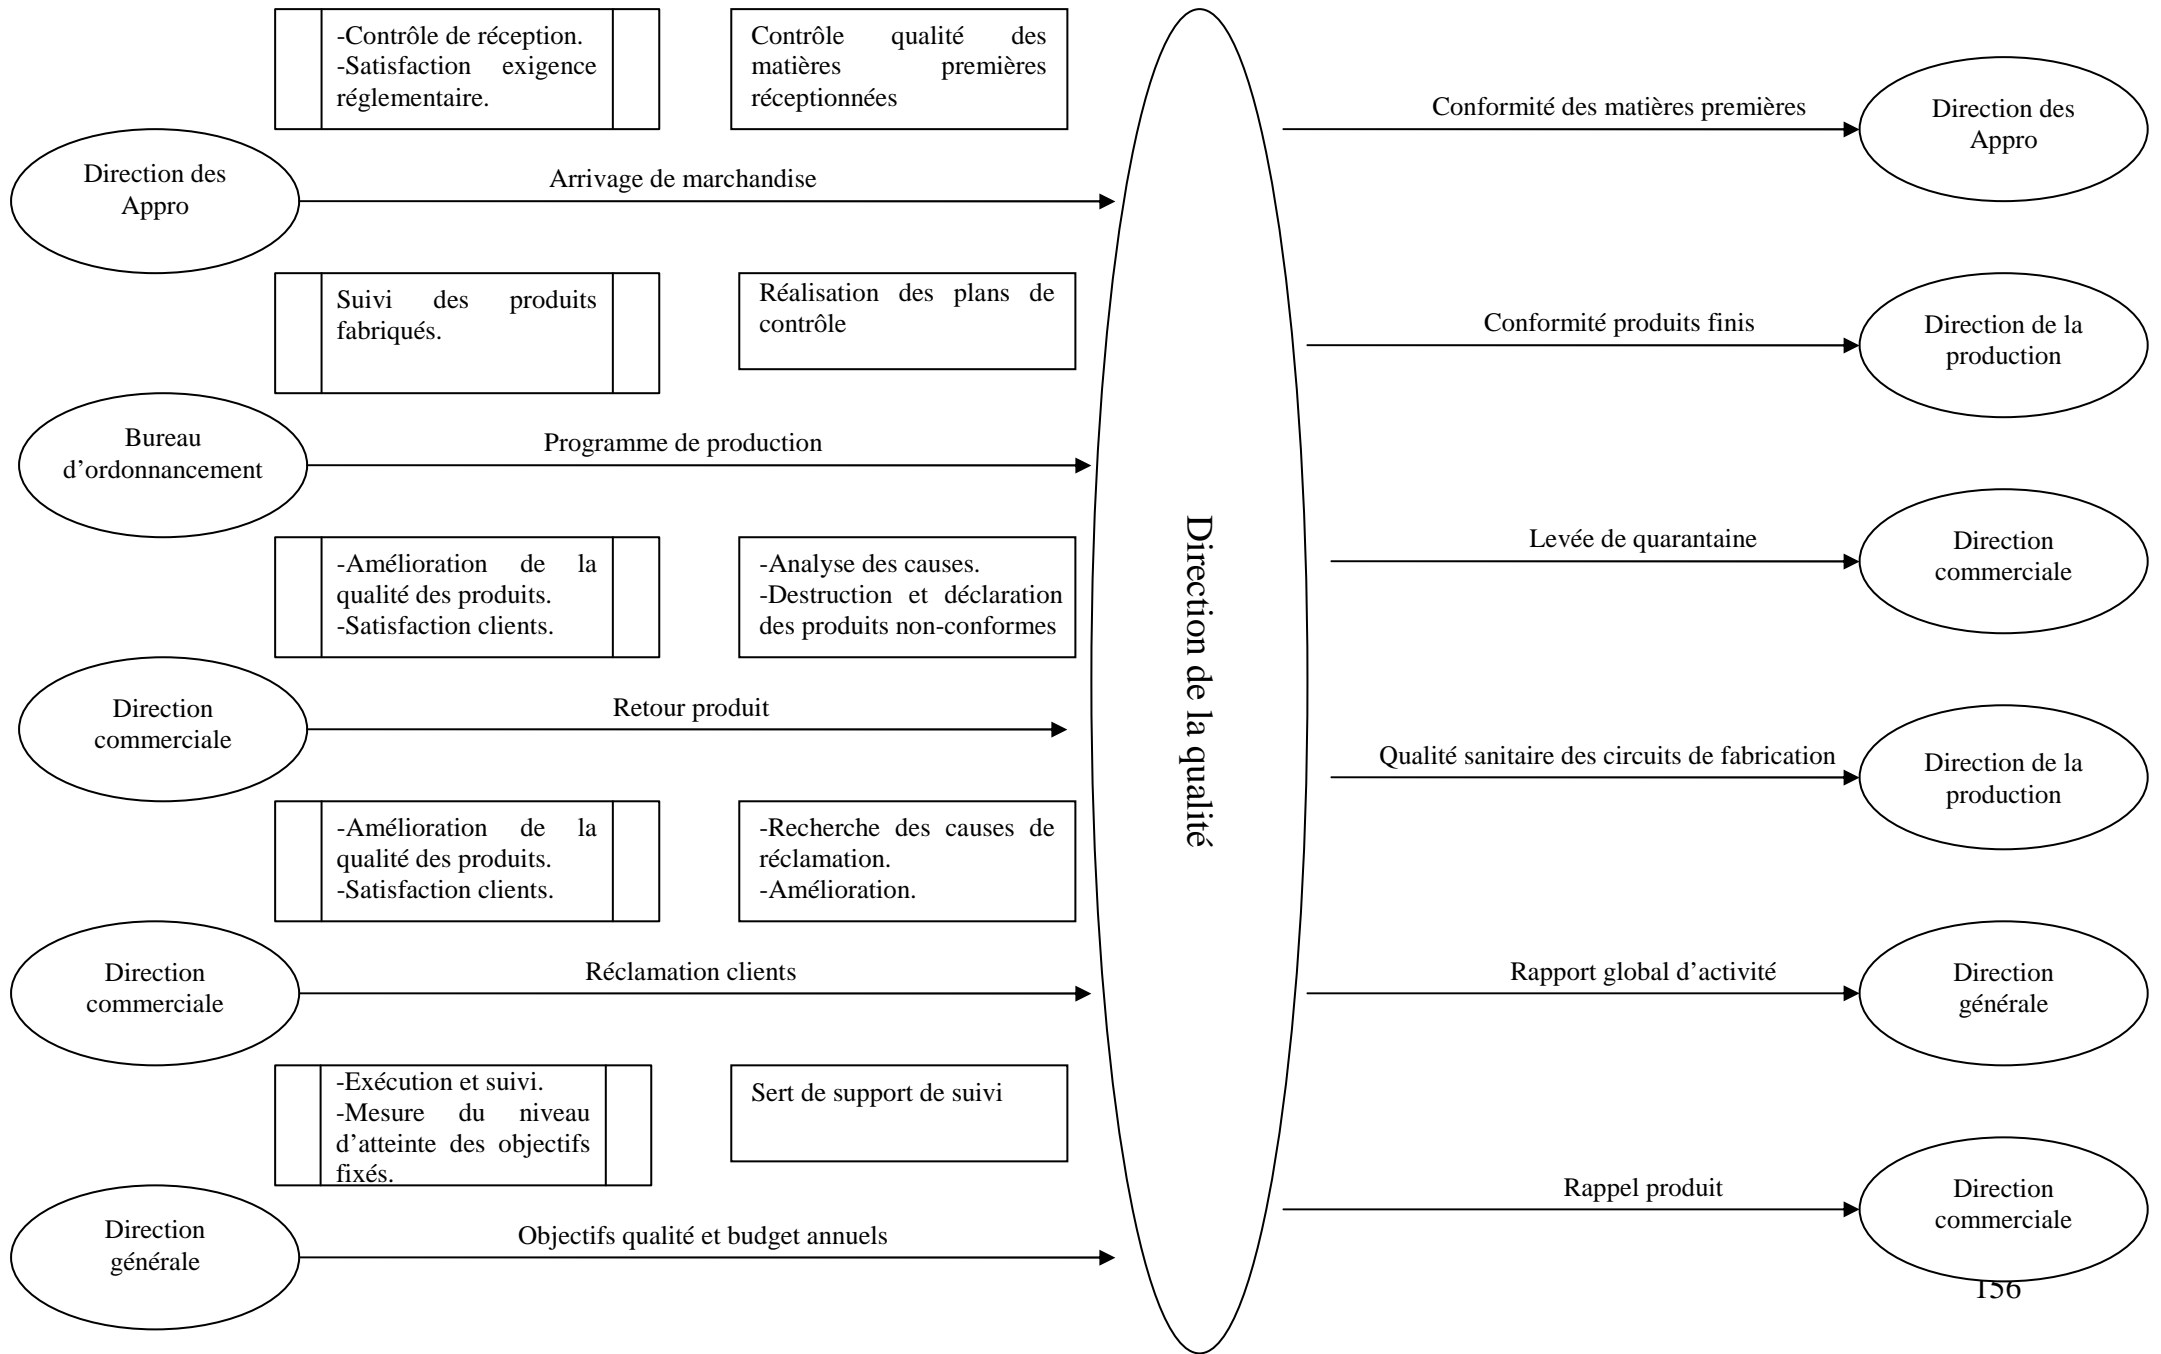 -Contrôle de réception.
-Satisfaction exigence
réglementaire.
Contrôle qualité des
matières premières
réceptionnées
Direction des
Appro
Arrivage de marchandise
Suivi des produits
fabriqués.
Réalisation des plans de
contrôle
Bureau
d’ordonnancement
Programme de production
-Amélioration de la
qualité des produits.
-Satisfaction clients.
-Analyse des causes.
-Destruction et déclaration
des produits non-conformes
Direction
commerciale
Retour produit
-Amélioration de la
qualité des produits.
-Satisfaction clients.
-Recherche des causes de
réclamation.
-Amélioration.
Direction
commerciale
Réclamation clients
-Exécution et suivi.
-Mesure du niveau
d’atteinte des objectifs
fixés.
Sert de support de suivi
Direction
générale
Objectifs qualité et budget annuels
Direction de la qualité
Conformité des matières premières
Direction des
Appro
Conformité produits finis
Direction de la
production
Levée de quarantaine
Direction
commerciale
Qualité sanitaire des circuits de fabrication
Direction de la
production
Rapport global d’activité
Direction
générale
Rappel produit
Direction
commerciale
156